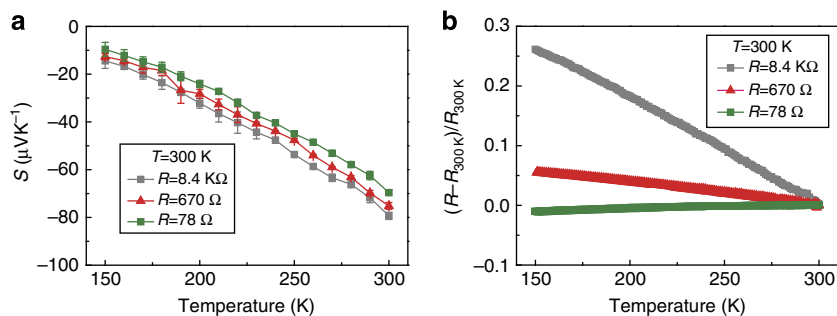 a
0
−20
−40
−60
−80
−100
S (μVK⁻¹)
T=300 K
R=8.4 KΩ
R=670 Ω
R=78 Ω
150 200 250 300
Temperature (K)
b
0.3
0.2
0.1
0.0
−0.1
(R−R300 K)/R300 K
T=300 K
R=8.4 KΩ
R=670 Ω
R=78 Ω
150 200 250 300
Temperature (K)